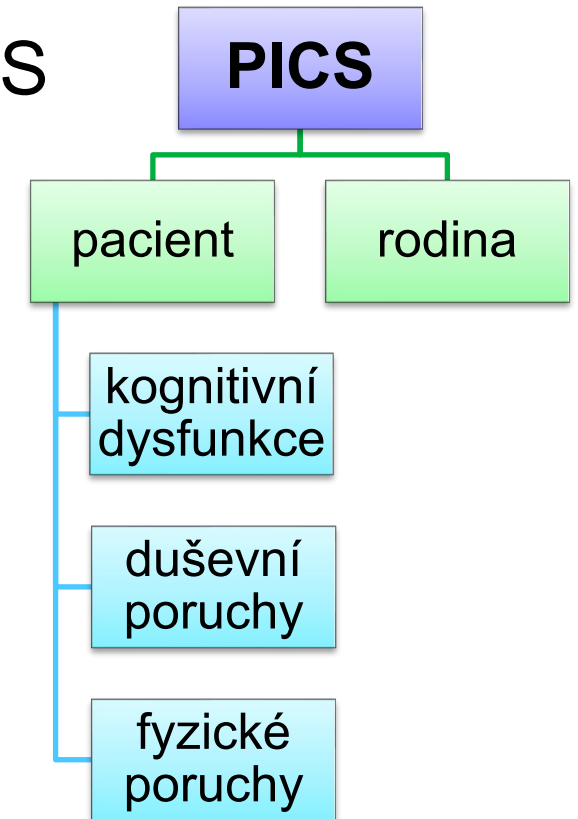 S
PICS
pacient
rodina
kognitivní
dysfunkce
duševní
poruchy
fyzické
poruchy